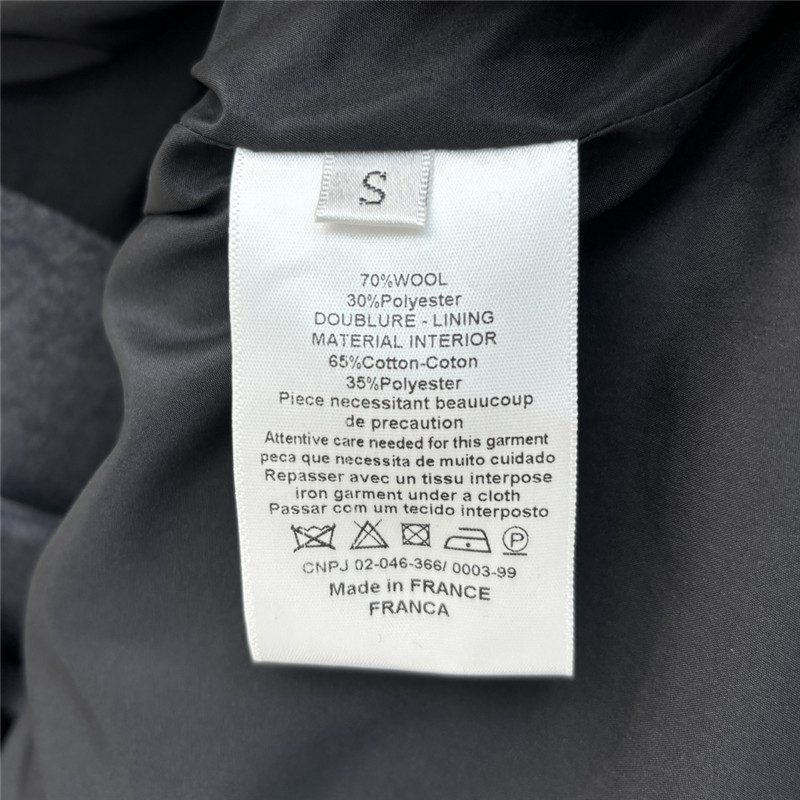 S
70%WOOL
30%Polyester
DOUBLURE - LINING
MATERIAL INTERIOR
65%Cotton-Coton
35%Polyester
Piece necessitant beauucoup
de precaution
Attentive care needed for this garment
peca que necessita de muito cuidado
Repasser avec un tissu interpose
iron garment under a cloth
Passar com um tecido interposto
P
CNPJ 02-046-366/ 0003-99
Made in FRANCE
FRANCA